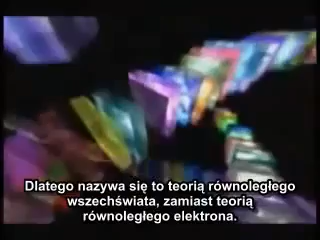 Dlatego nazywa się to teorią równoległego
wszechświata, zamiast teorią
równoległego elektrona.